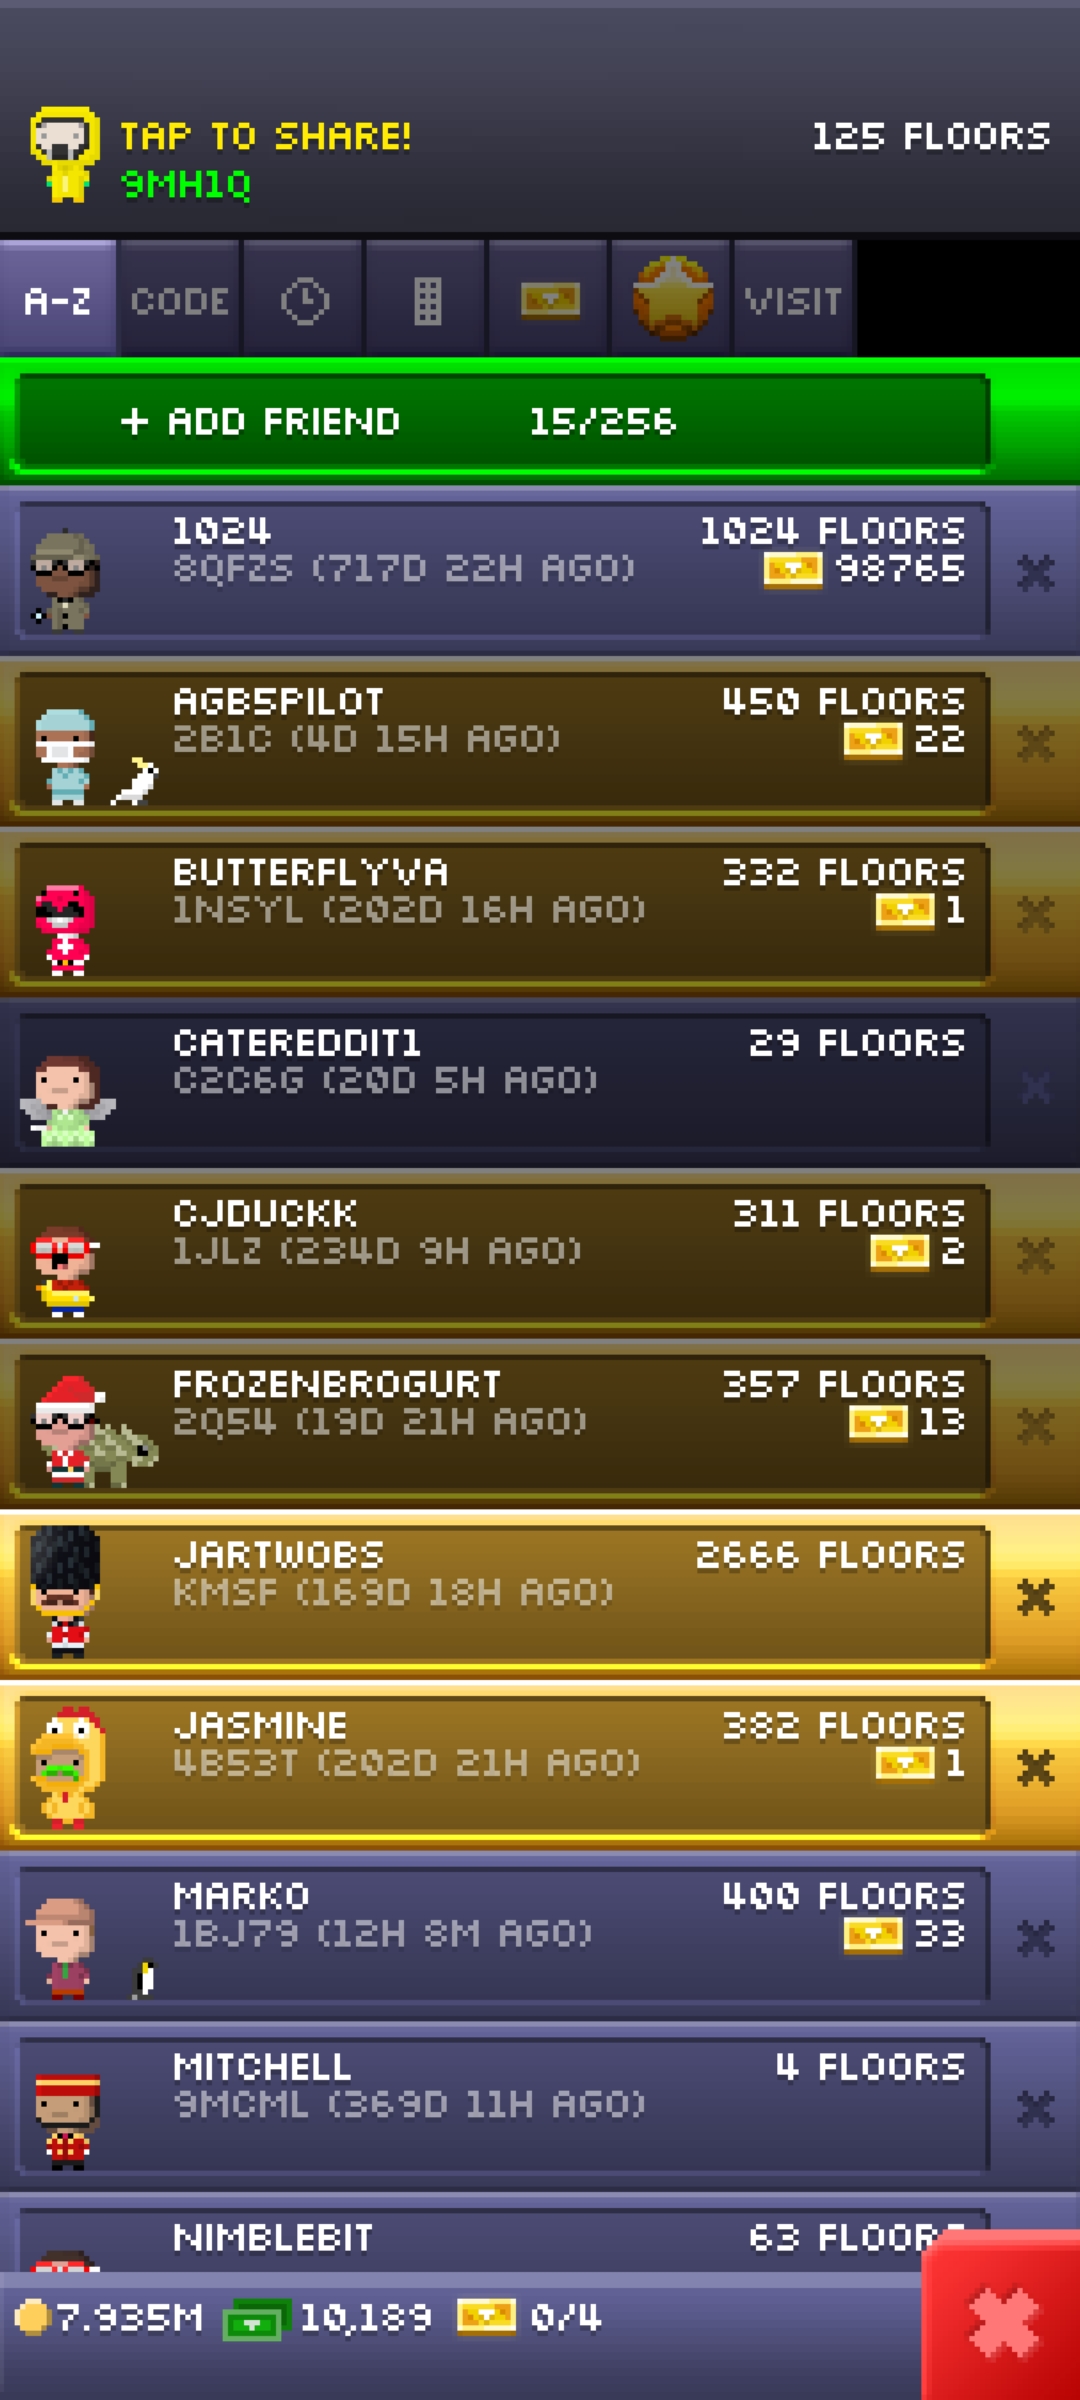 TAP TO SHARE!
125 FLOORS
9MH1Q
A-Z CODE VISIT
+ ADD FRIEND 15/256
1024 1024 FLOORS
8QFZS (717D 22H AGO) 98765
AGB5PILOT 450 FLOORS
2B1C (4D 15H AGO) 22
BUTTERFLYVA 332 FLOORS
1NSYL (202D 16H AGO) 1
CATEREDDIT1 29 FLOORS
C2C6G (20D 5H AGO)
CJDUCKK 311 FLOORS
1JLZ (234D 9H AGO) 2
FROZENBROGURT 357 FLOORS
2Q54 (19D 21H AGO) 13
JARTWOBS 2666 FLOORS
KMSF (169D 18H AGO)
JASMINE 382 FLOORS
4B53T (202D 21H AGO) 1
MARKO 400 FLOORS
1BJ79 (12H 8M AGO) 33
MITCHELL 4 FLOORS
9MCML (369D 11H AGO)
NIMBLEBIT 63 FLOORS
7.935M 10,189 0/4